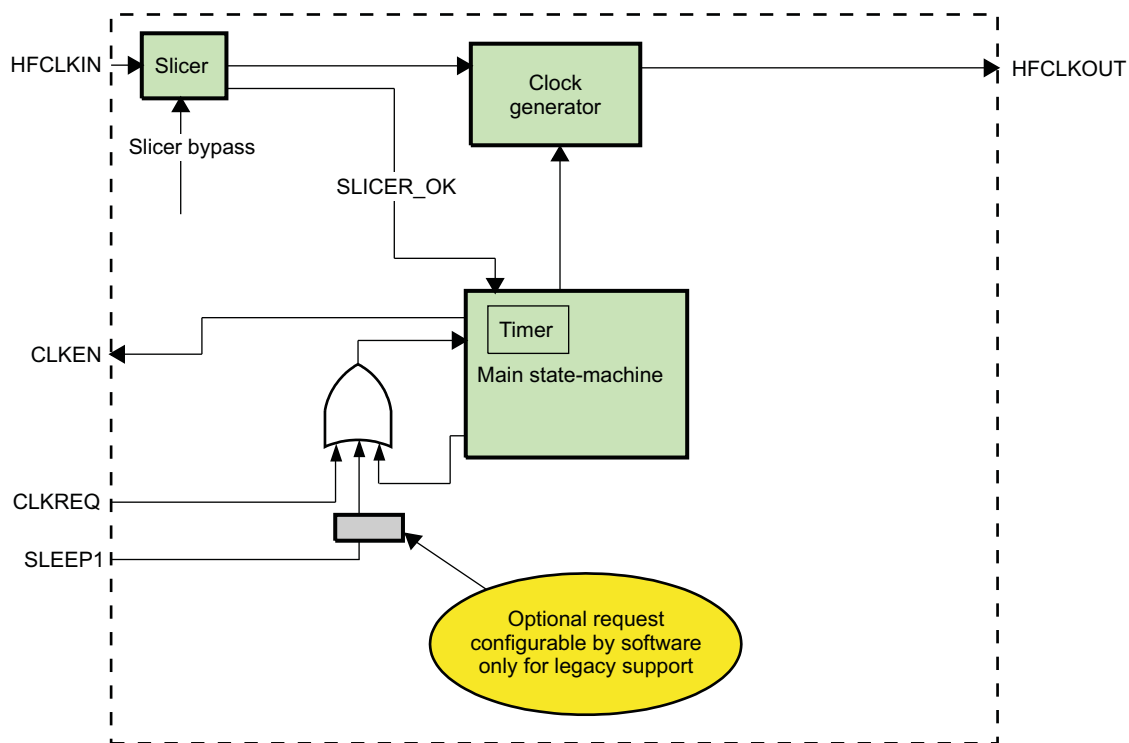 HFCLKIN
Slicer
Clock
generator
HFCLKOUT
Slicer bypass
SLICER_OK
Timer
CLKEN
Main state-machine
CLKREQ
SLEEP1
Optional request
configurable by software
only for legacy support